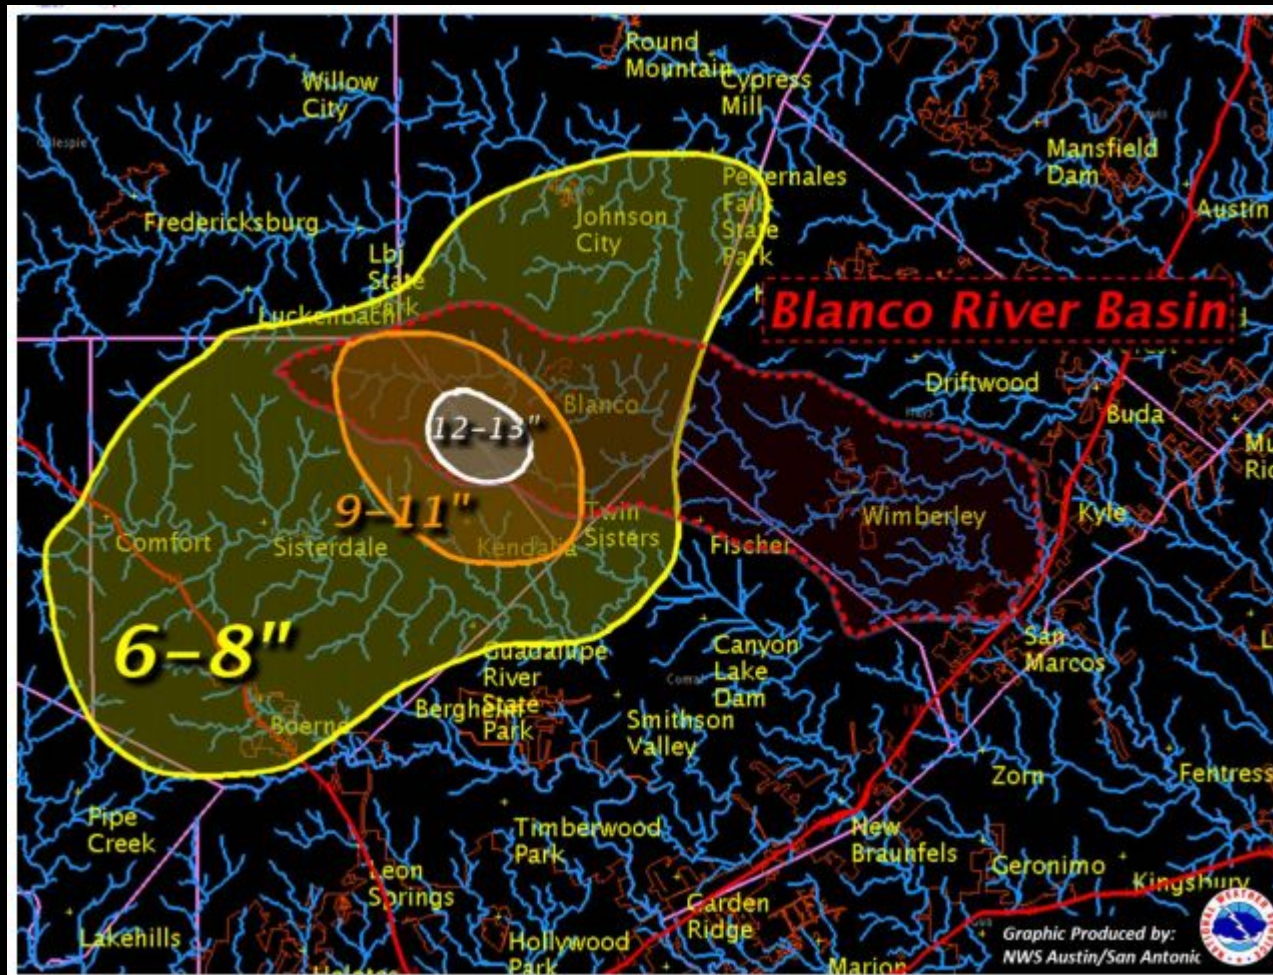 Round
Mountain
Cypress
Mill
Willow
City
Gillespie
Mansfield
Dam
Pedernales
Falls
State
Park
Austin
Fredericksburg
Johnson
City
Lbj
State
Park
Luckenbach
Blanco River Basin
Driftwood
Buda
Blanco
12-13"
9-11"
Hays
Wimberley
Kyle
Twin
Sisters
Comfort
Sisterdale
Kendalia
Fischer
6-8"
San
Marcos
Canyon
Lake
Dam
Comal
Guadalupe
River
State
Park
Bergheim
Boerne
Smithson
Valley
Zorn
Fentress
Pipe
Creek
Timberwood
Park
New
Braunfels
Geronimo
Kingsbury
Leon
Springs
Garden
Ridge
Lakehills
Hollywood
Park
Helotes
Marion
Graphic Produced by:
NWS Austin/San Antonio